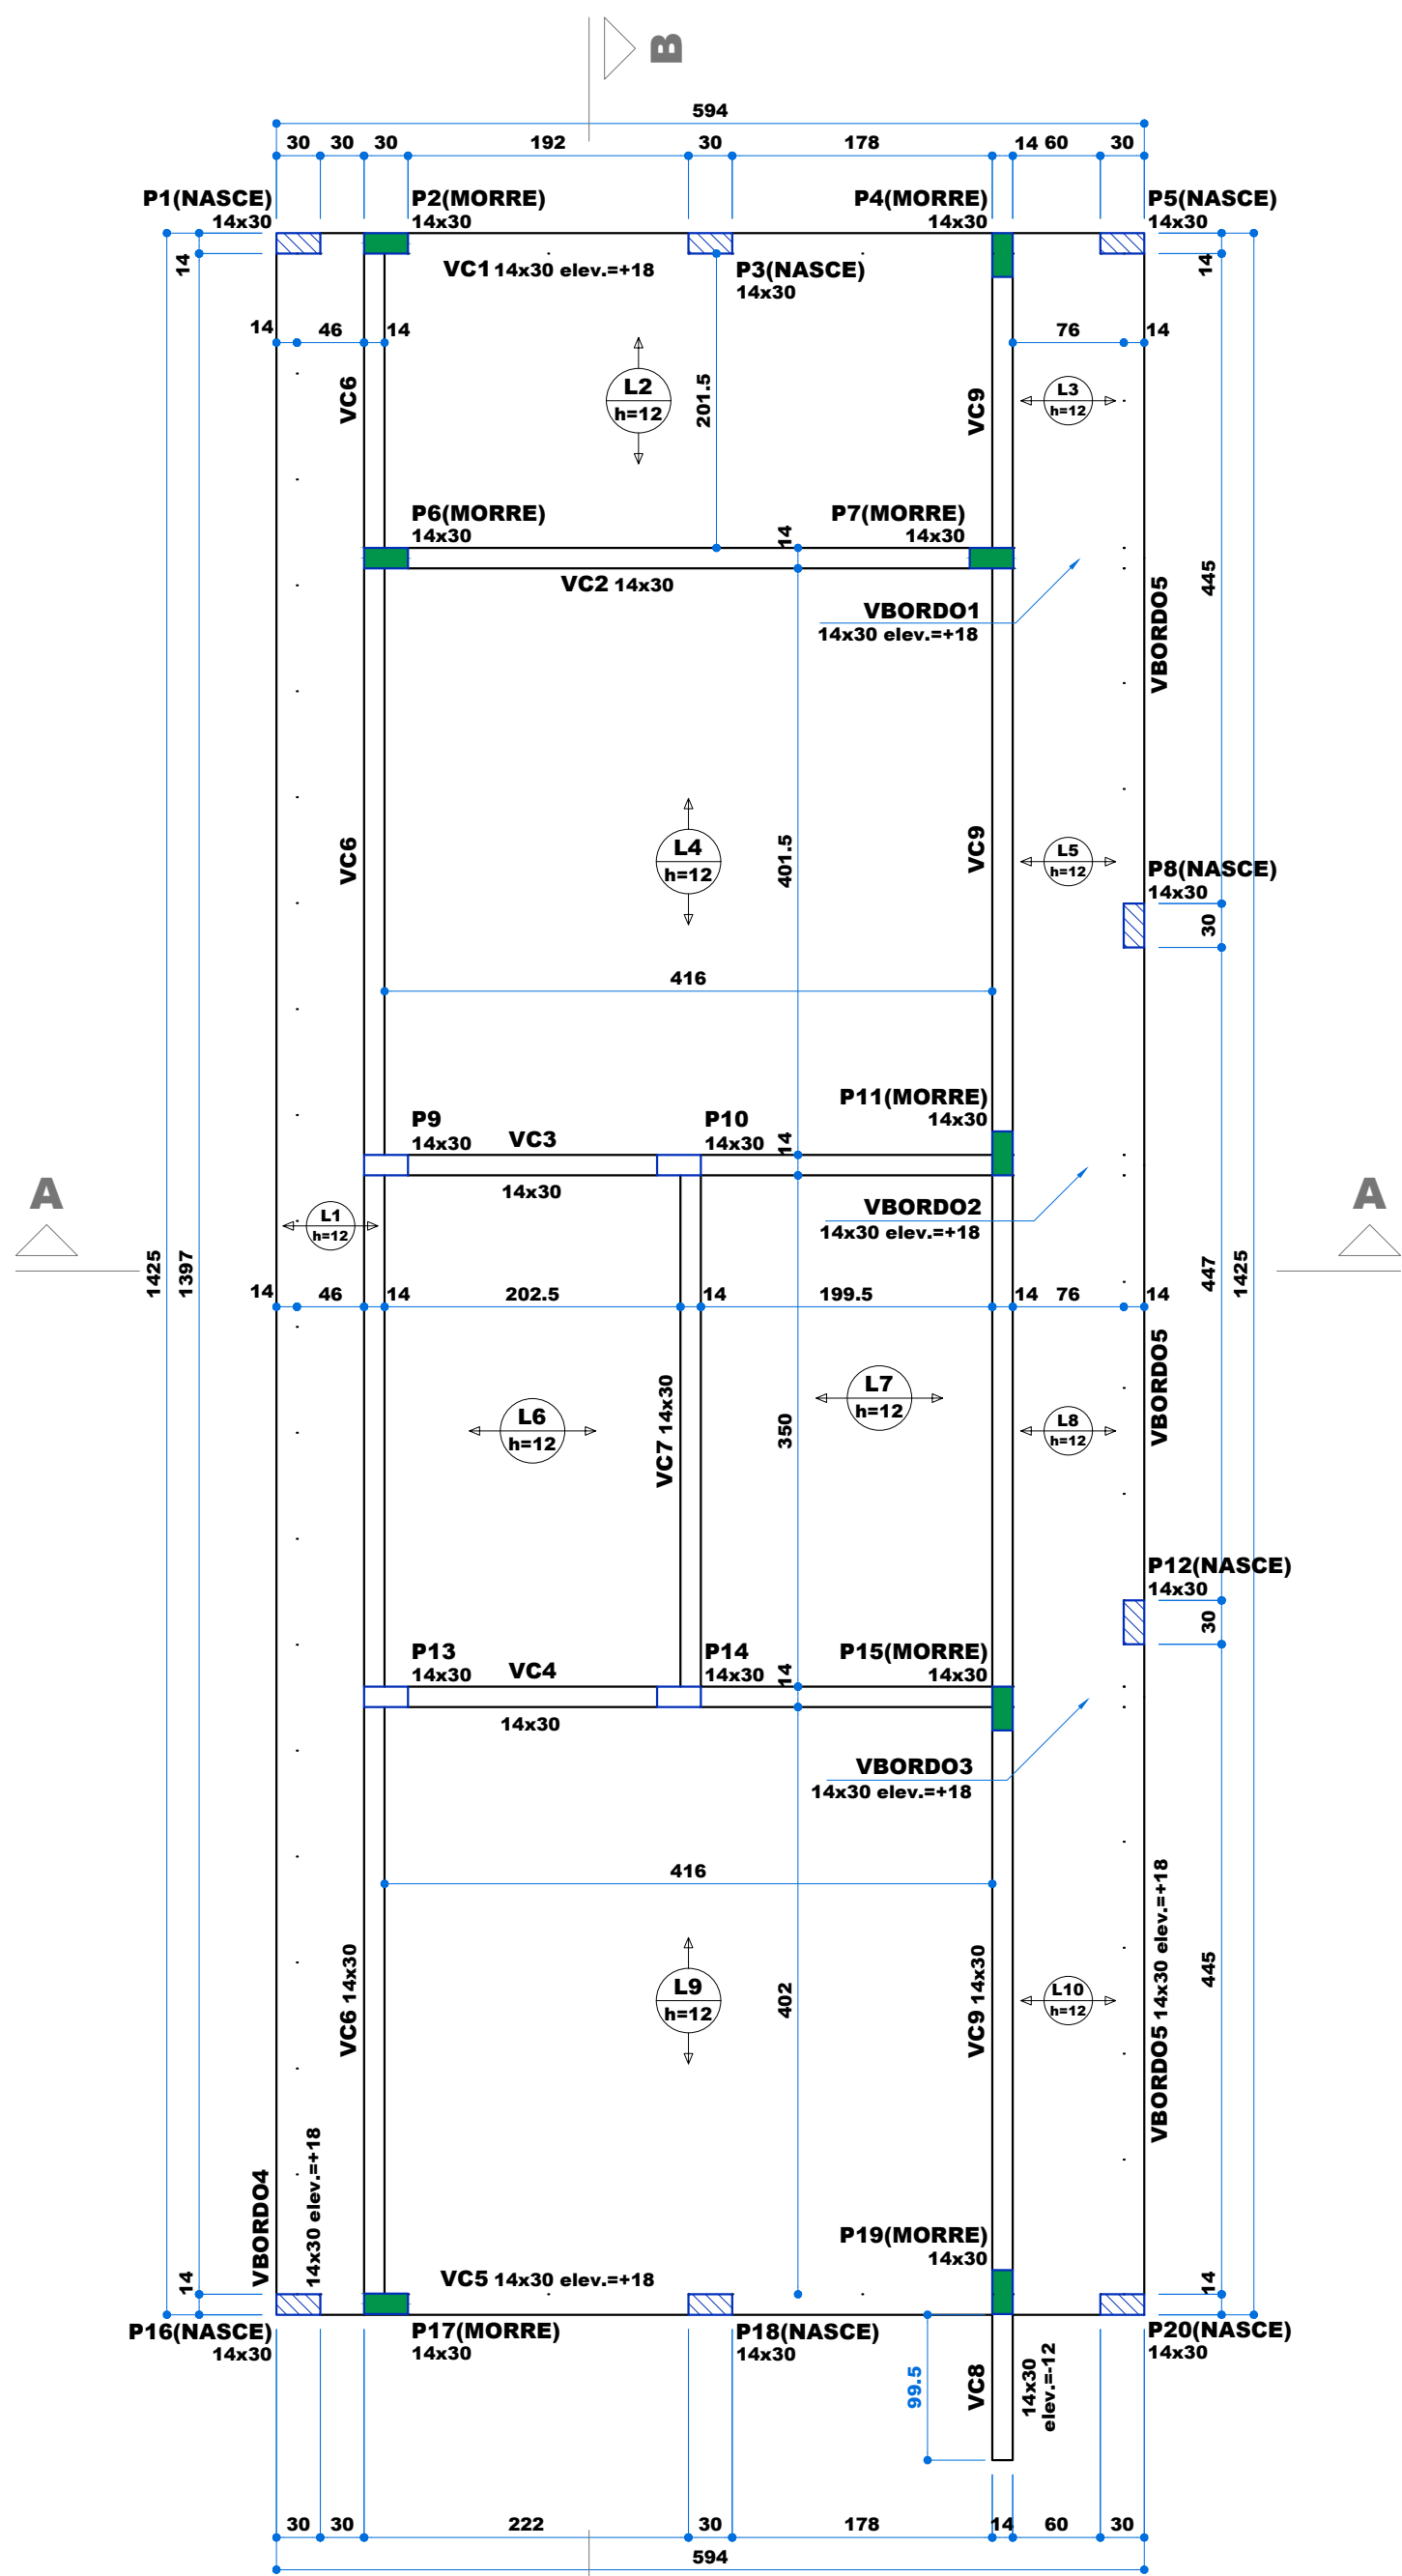 B
594
30 30 30 192 30 178 14 60 30
P1(NASCE)
14x30
P2(MORRE)
14x30
P4(MORRE)
14x30
P5(NASCE)
14x30
14
VC1 14x30 elev.=+18
P3(NASCE)
14x30
14
14 46 14
76 14
VC6
L2
h=12
201.5
VC9
L3
h=12
P6(MORRE)
14x30
P7(MORRE)
14x30
14
VC2 14x30
445
VBORDO1
14x30 elev.=+18
VBORDO5
VC6
L4
h=12
401.5
VC9
L5
h=12
P8(NASCE)
14x30
30
416
P9
14x30
VC3
14x30
P10
14x30
14
P11(MORRE)
14x30
A
A
L1
h=12
VBORDO2
14x30 elev.=+18
1425
1397
447
1425
14 46 14 202.5 14 199.5 14 76 14
L6
h=12
VC7 14x30
L7
h=12
350
L8
h=12
VBORDO5
P12(NASCE)
14x30
30
P13
14x30
VC4
14x30
P14
14x30
14
P15(MORRE)
14x30
VBORDO3
14x30 elev.=+18
416
VC6 14x30
L9
h=12
402
VC9 14x30
L10
h=12
VBORDO5 14x30 elev.=+18
445
VBORDO4
14x30 elev.=+18
14
VC5 14x30 elev.=+18
P19(MORRE)
14x30
14
P16(NASCE)
14x30
P17(MORRE)
14x30
P18(NASCE)
14x30
P20(NASCE)
14x30
99.5
VC8
14x30
elev.=-12
30 30 222 30 178 14 60 30
594